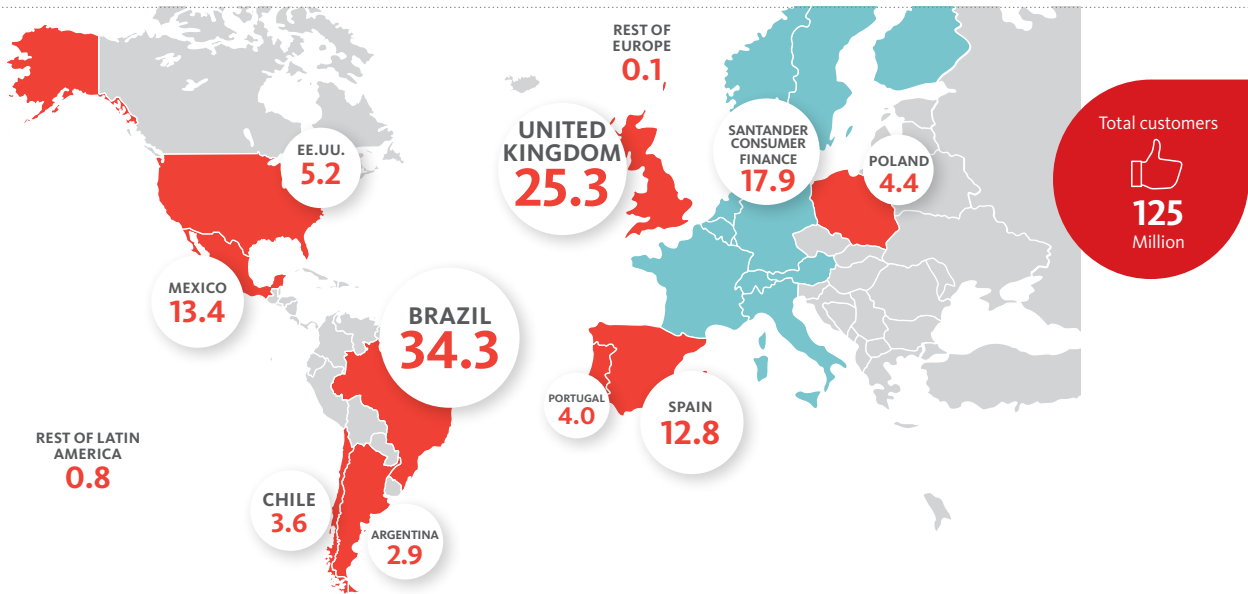 REST OF
EUROPE
0.1
EE.UU.
5.2
UNITED
KINGDOM
25.3
SANTANDER
CONSUMER
FINANCE
17.9
POLAND
4.4
Total customers
125
Million
MEXICO
13.4
BRAZIL
34.3
PORTUGAL
4.0
SPAIN
12.8
REST OF LATIN
AMERICA
0.8
CHILE
3.6
ARGENTINA
2.9